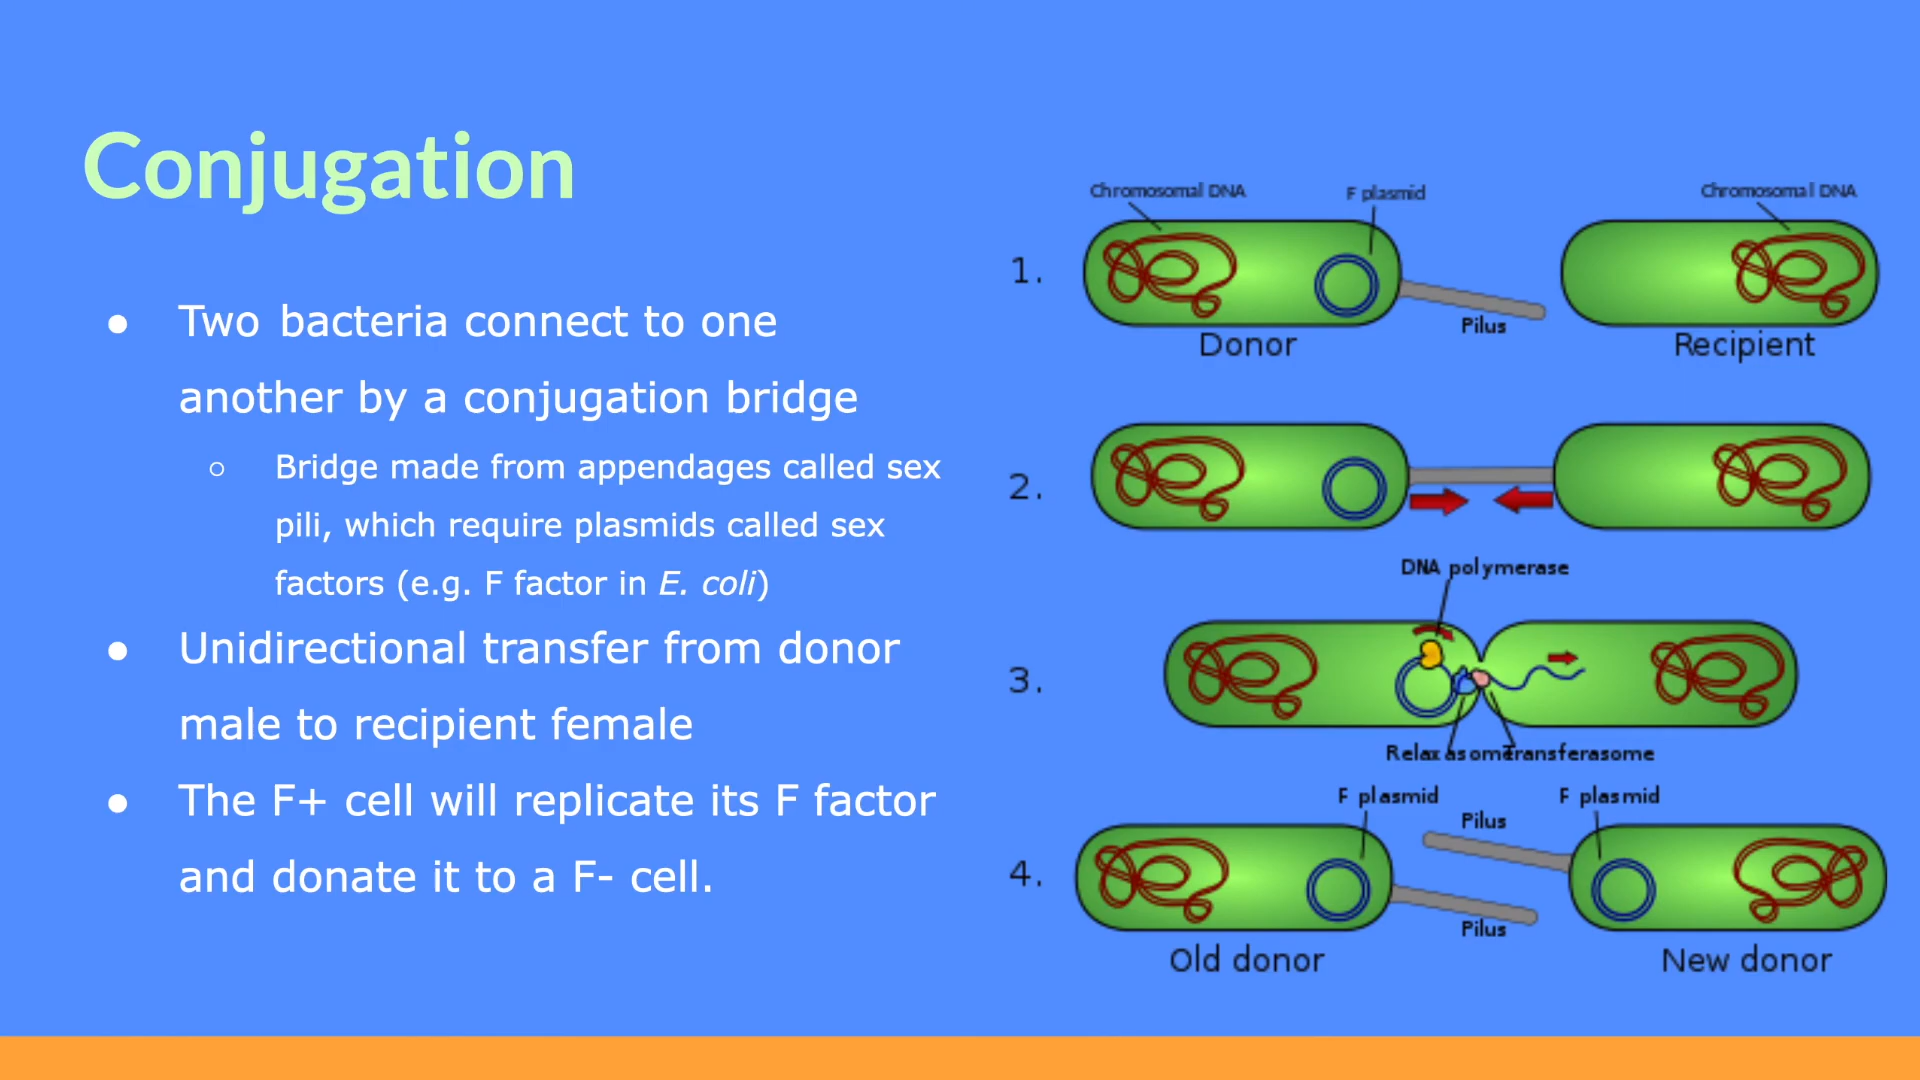 Conjugation
● Two bacteria connect to one
another by a conjugation bridge
○ Bridge made from appendages called sex
pili, which require plasmids called sex
factors (e.g. F factor in E. coli)
● Unidirectional transfer from donor
male to recipient female
● The F+ cell will replicate its F factor
and donate it to a F- cell.
Chromosomal DNA F plasmid Chromosomal DNA
1.
Pilus
Donor Recipient
2.
DNA polymerase
3.
Relaxasome Transferasome
F plasmid F plasmid
Pilus
4.
Pilus
Old donor New donor